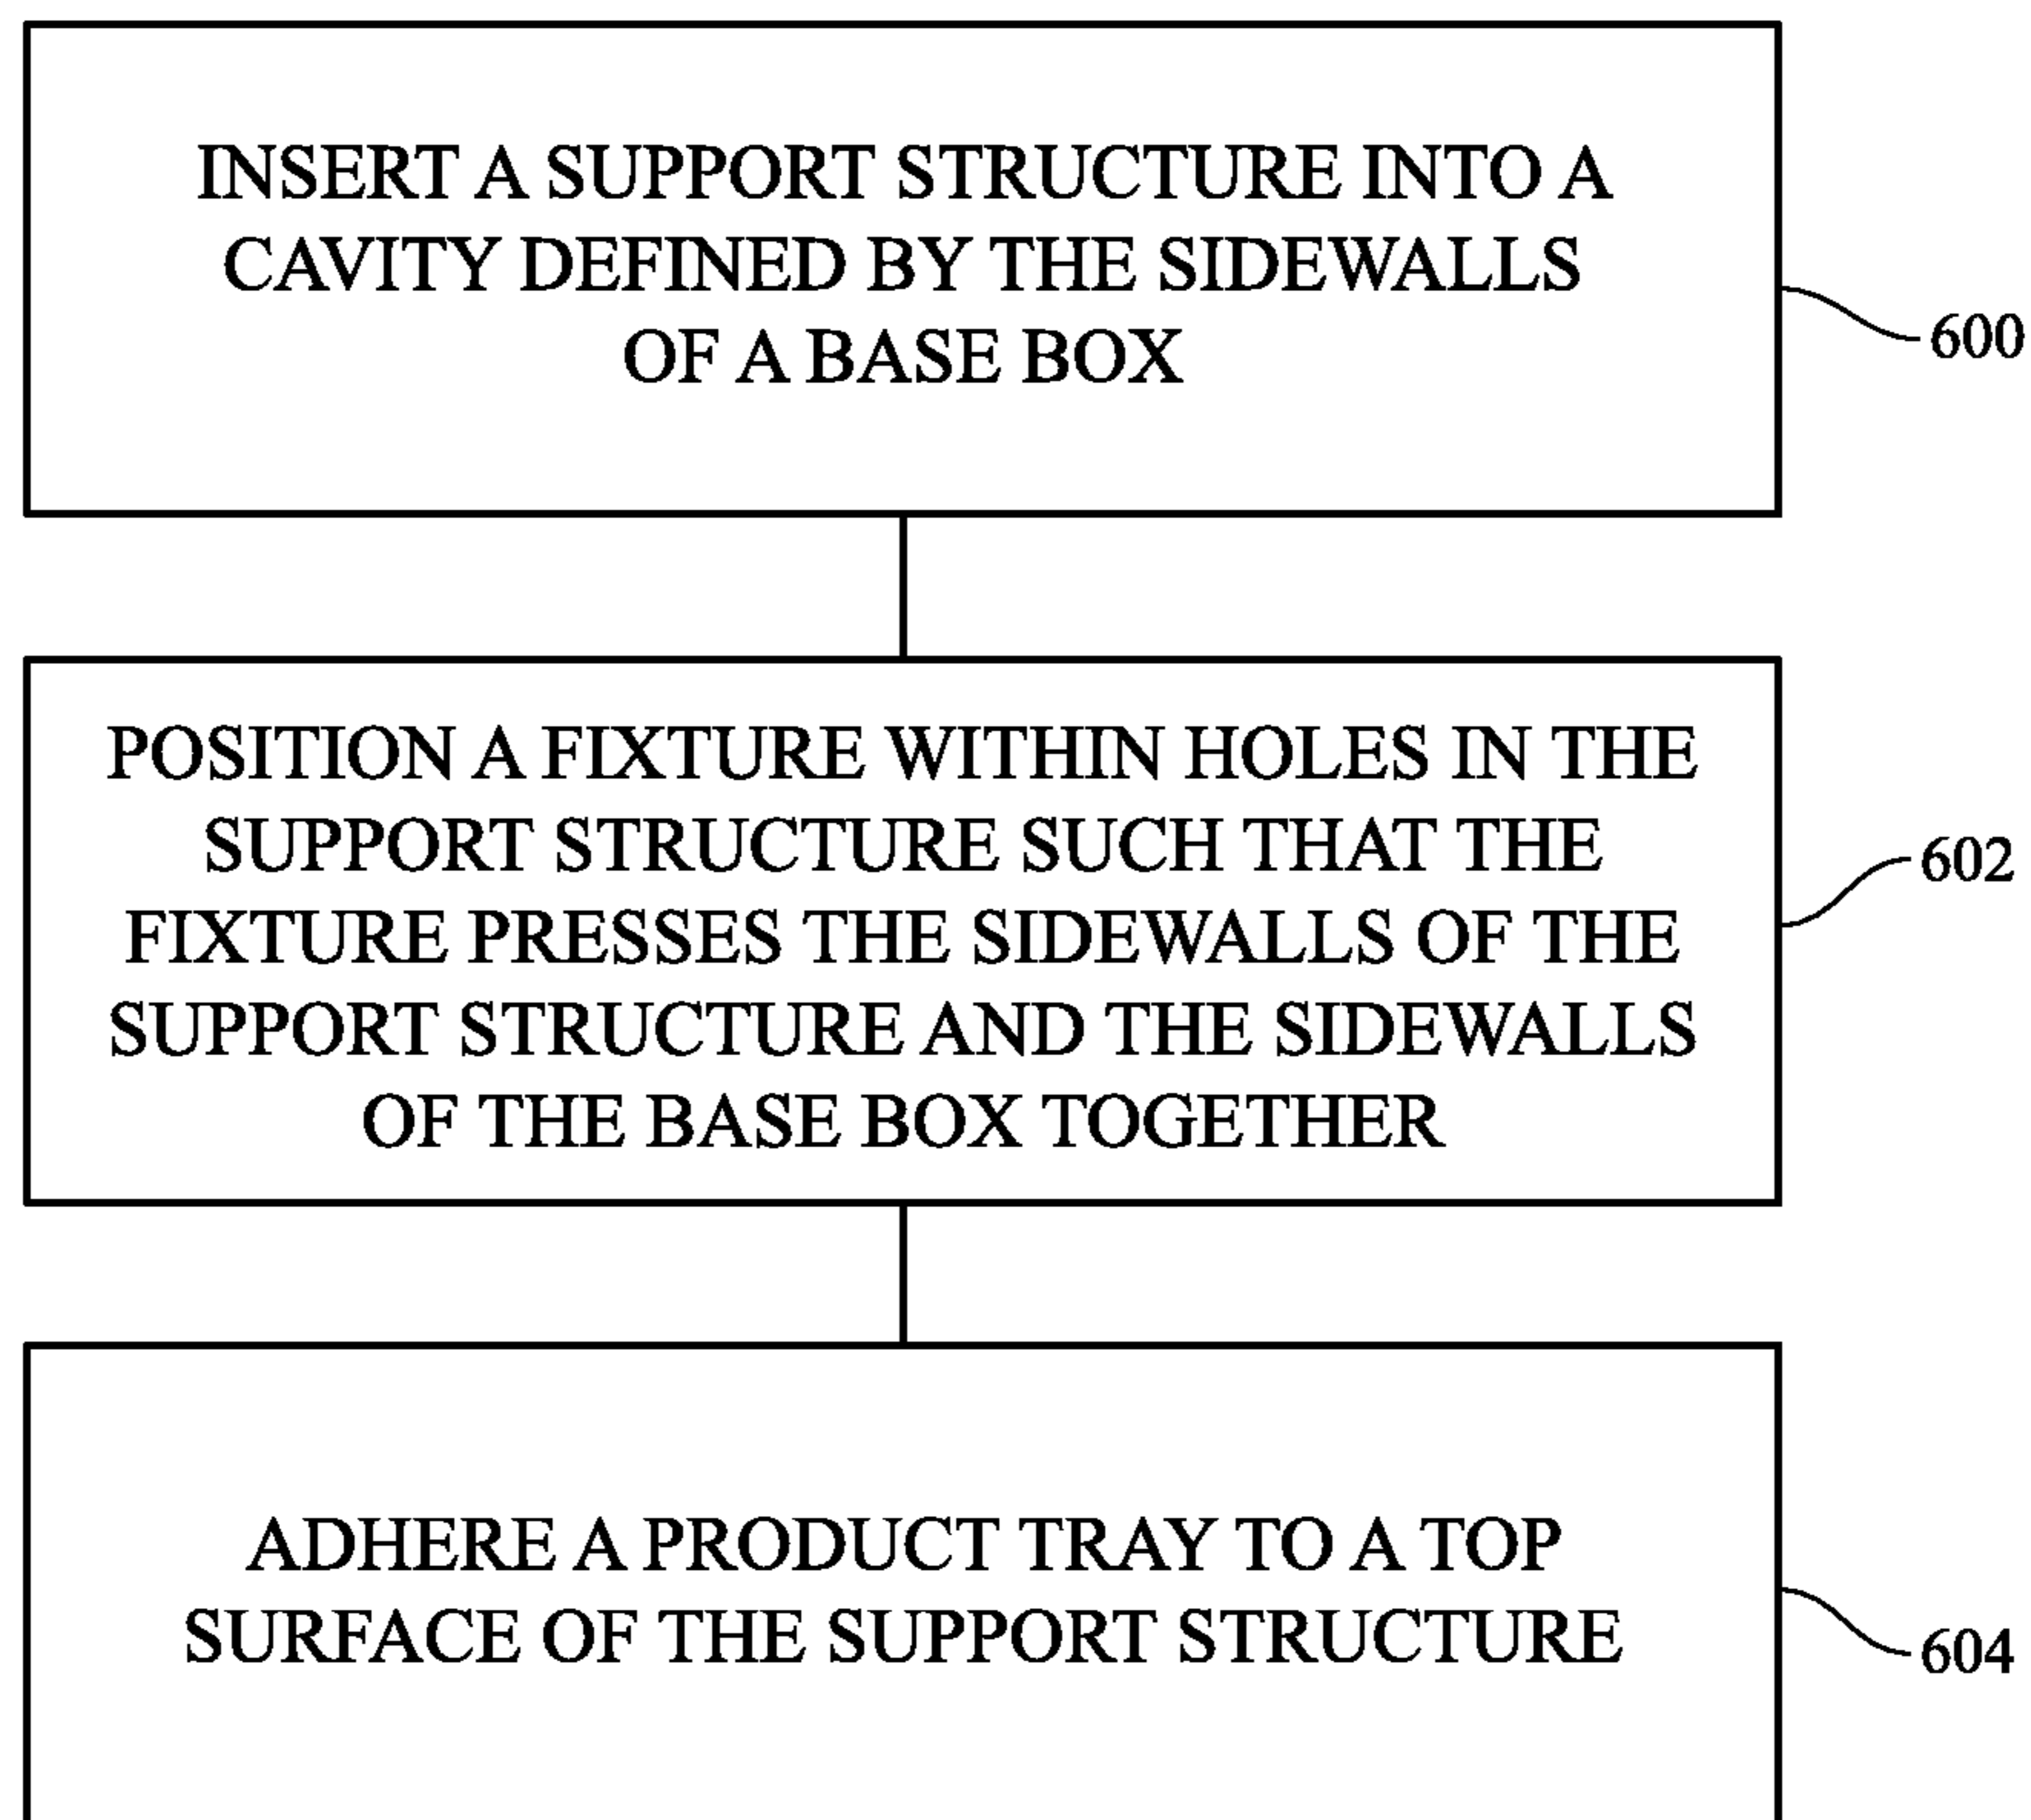 INSERT A SUPPORT STRUCTURE INTO A
CAVITY DEFINED BY THE SIDEWALLS
OF A BASE BOX
600
POSITION A FIXTURE WITHIN HOLES IN THE
SUPPORT STRUCTURE SUCH THAT THE
FIXTURE PRESSES THE SIDEWALLS OF THE
SUPPORT STRUCTURE AND THE SIDEWALLS
OF THE BASE BOX TOGETHER
602
ADHERE A PRODUCT TRAY TO A TOP
SURFACE OF THE SUPPORT STRUCTURE
604